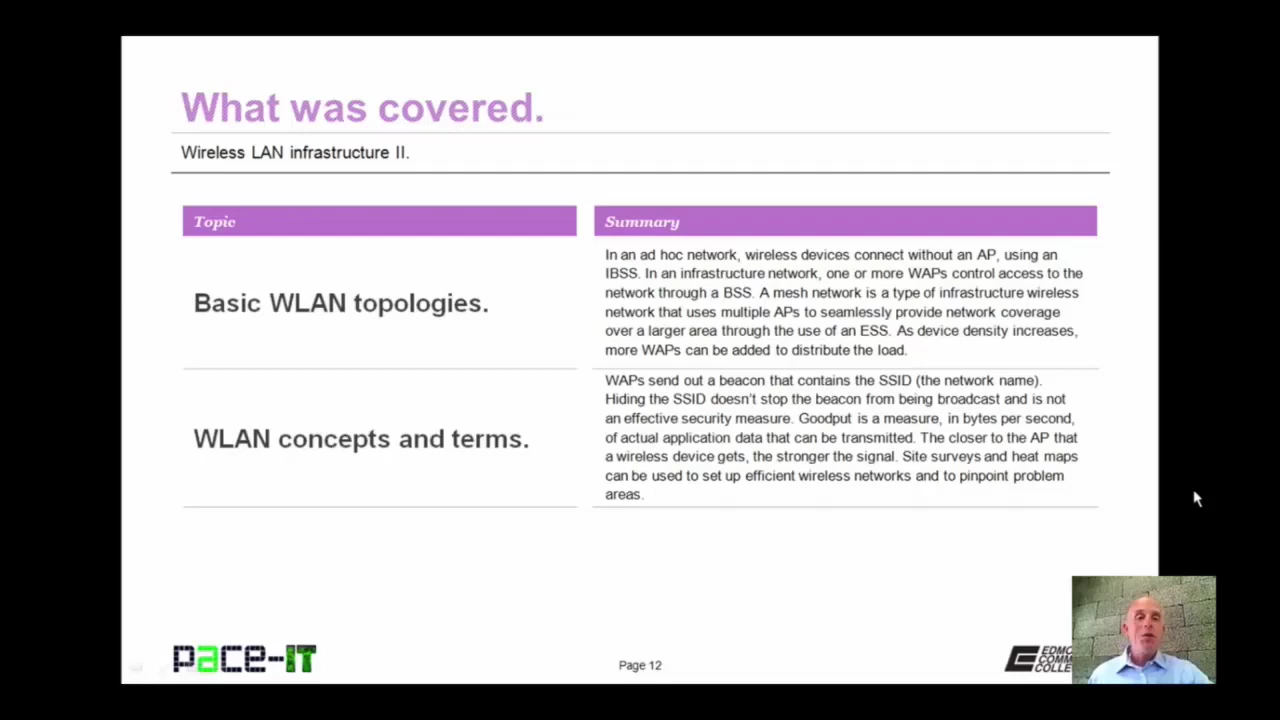 What was covered.
Wireless LAN infrastructure II.
Topic
Summary
Basic WLAN topologies.
In an ad hoc network, wireless devices connect without an AP, using an
IBSS. In an infrastructure network, one or more WAPs control access to the
network through a BSS. A mesh network is a type of infrastructure wireless
network that uses multiple APs to seamlessly provide network coverage
over a larger area through the use of an ESS. As device density increases,
more WAPs can be added to distribute the load.
WLAN concepts and terms.
WAPs send out a beacon that contains the SSID (the network name).
Hiding the SSID doesn't stop the beacon from being broadcast and is not
an effective security measure. Goodput is a measure, in bytes per second,
of actual application data that can be transmitted. The closer to the AP that
a wireless device gets, the stronger the signal. Site surveys and heat maps
can be used to set up efficient wireless networks and to pinpoint problem
areas.
pace-IT
Page 12